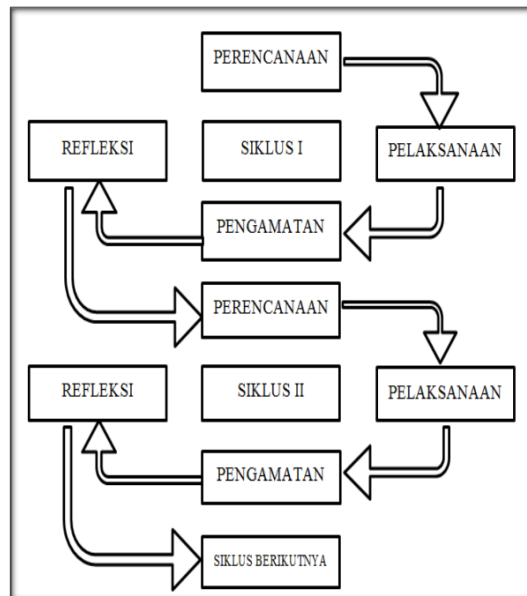 PERENCANAAN
REFLEKSI
SIKLUS I
PELAKSANAAN
PENGAMATAN
PERENCANAAN
REFLEKSI
SIKLUS II
PELAKSANAAN
PENGAMATAN
SIKLUS BERIKUTNYA